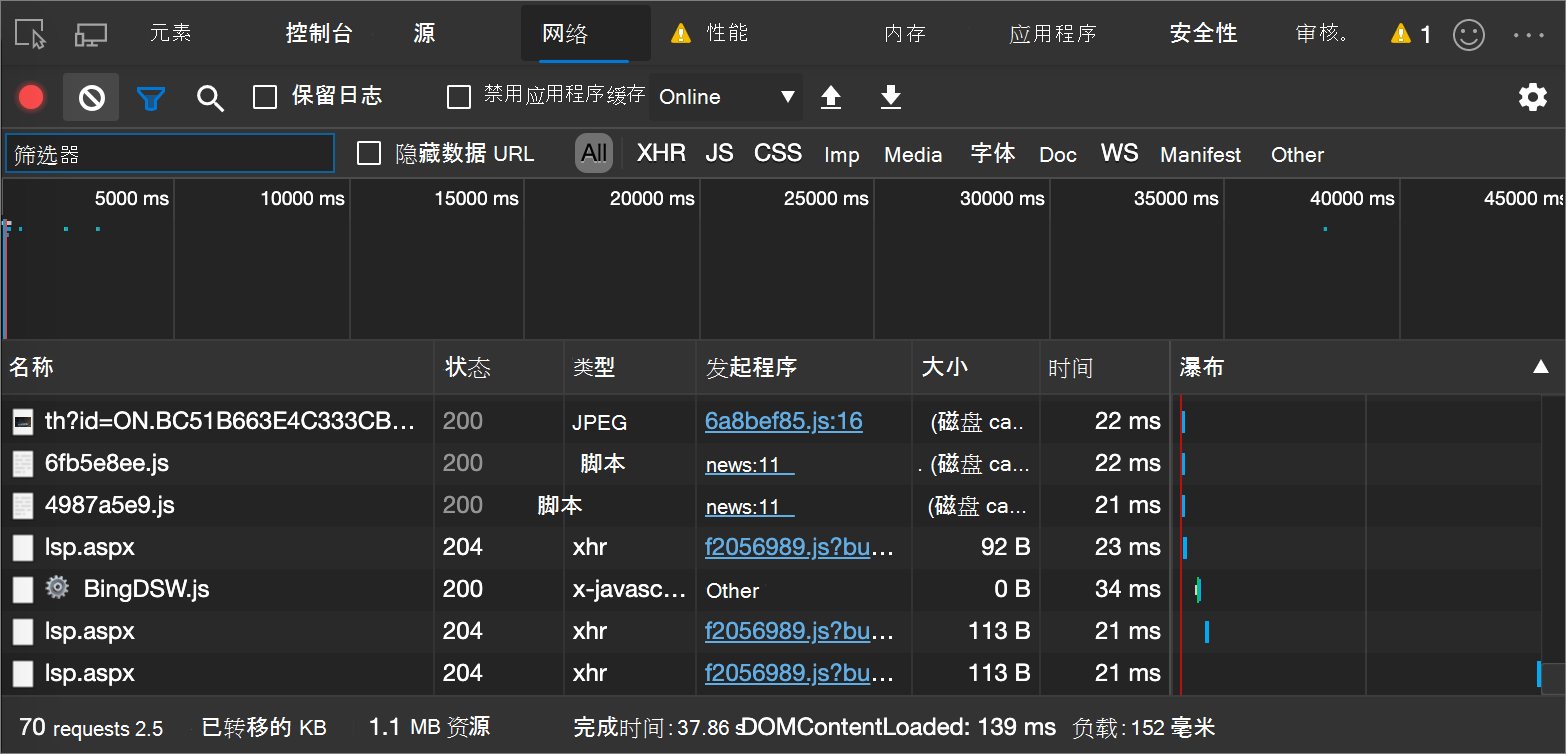 元素 控制台 源 网络 性能 内存 应用程序 安全性 审核。 1
保留日志 禁用应用程序缓存 Online
筛选器 隐藏数据 URL All XHR JS CSS Imp Media 字体 Doc WS Manifest Other
5000 ms 10000 ms 15000 ms 20000 ms 25000 ms 30000 ms 35000 ms 40000 ms 45000 ms
名称 状态 类型 发起程序 大小 时间 瀑布
th?id=ON.BC51B663E4C333CB... 200 JPEG 6a8bef85.js:16 (磁盘 ca... 22 ms
6fb5e8ee.js 200 脚本 news:11 . (磁盘 ca... 22 ms
4987a5e9.js 200 脚本 news:11 (磁盘 ca... 21 ms
lsp.aspx 204 xhr f2056989.js?bu... 92 B 23 ms
BingDSW.js 200 x-javasc... Other 0 B 34 ms
lsp.aspx 204 xhr f2056989.js?bu... 113 B 21 ms
lsp.aspx 204 xhr f2056989.js?bu... 113 B 21 ms
70 requests 2.5 已转移的 KB 1.1 MB 资源 完成时间:37.86 s DOMContentLoaded: 139 ms 负载:152 毫米